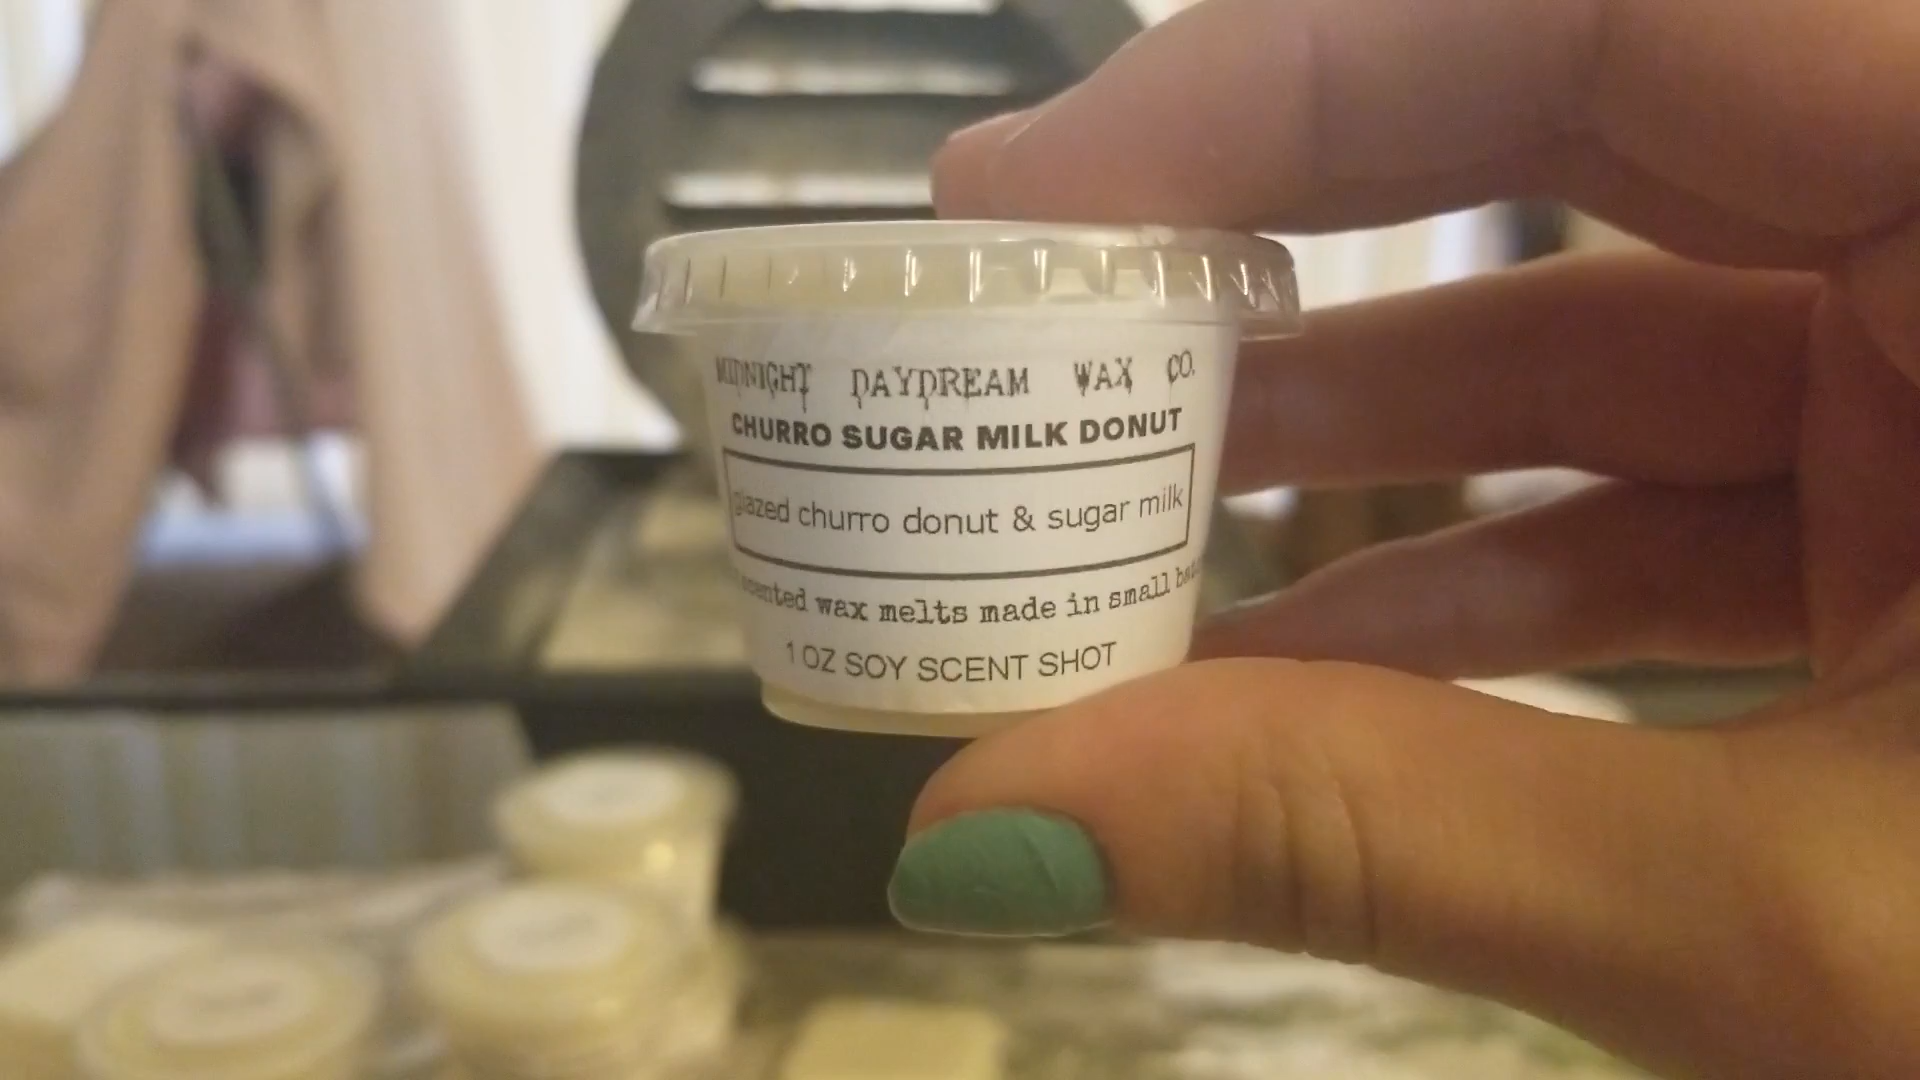 MIDNIGHT DAYDREAM WAX CO.
CHURRO SUGAR MILK DONUT
glazed churro donut & sugar milk
scented wax melts made in small
1 OZ SOY SCENT SHOT